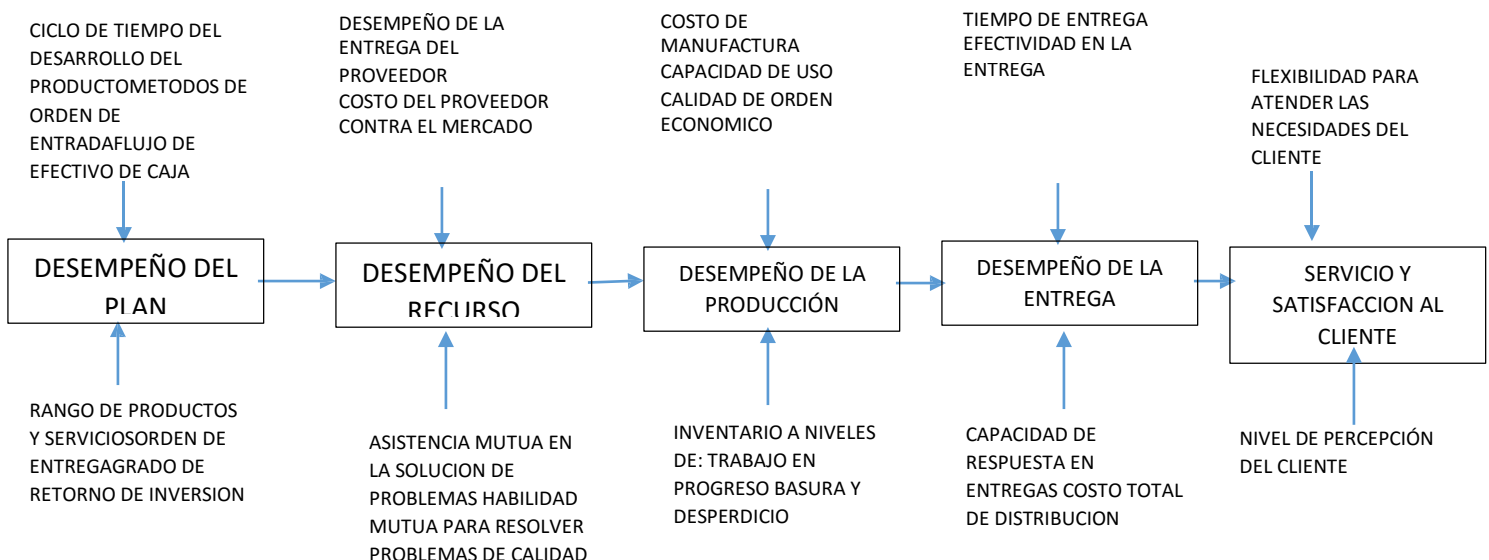 CICLO DE TIEMPO DEL
DESARROLLO DEL
PRODUCTOMETODOS DE
ORDEN DE
ENTRADAFLUJO DE
EFECTIVO DE CAJA
DESEMPEÑO DE LA
ENTREGA DEL
PROVEEDOR
COSTO DEL PROVEEDOR
CONTRA EL MERCADO
COSTO DE
MANUFACTURA
CAPACIDAD DE USO
CALIDAD DE ORDEN
ECONOMICO
TIEMPO DE ENTREGA
EFECTIVIDAD EN LA
ENTREGA
FLEXIBILIDAD PARA
ATENDER LAS
NECESIDADES DEL
CLIENTE
DESEMPEÑO DEL
PLAN
DESEMPEÑO DEL
RECURSO
DESEMPEÑO DE LA
PRODUCCIÓN
DESEMPEÑO DE LA
ENTREGA
SERVICIO Y
SATISFACCION AL
CLIENTE
RANGO DE PRODUCTOS
Y SERVICIOSORDEN DE
ENTREGAGRADO DE
RETORNO DE INVERSION
ASISTENCIA MUTUA EN
LA SOLUCION DE
PROBLEMAS HABILIDAD
MUTUA PARA RESOLVER
PROBLEMAS DE CALIDAD
INVENTARIO A NIVELES
DE: TRABAJO EN
PROGRESO BASURA Y
DESPERDICIO
CAPACIDAD DE
RESPUESTA EN
ENTREGAS COSTO TOTAL
DE DISTRIBUCION
NIVEL DE PERCEPCIÓN
DEL CLIENTE